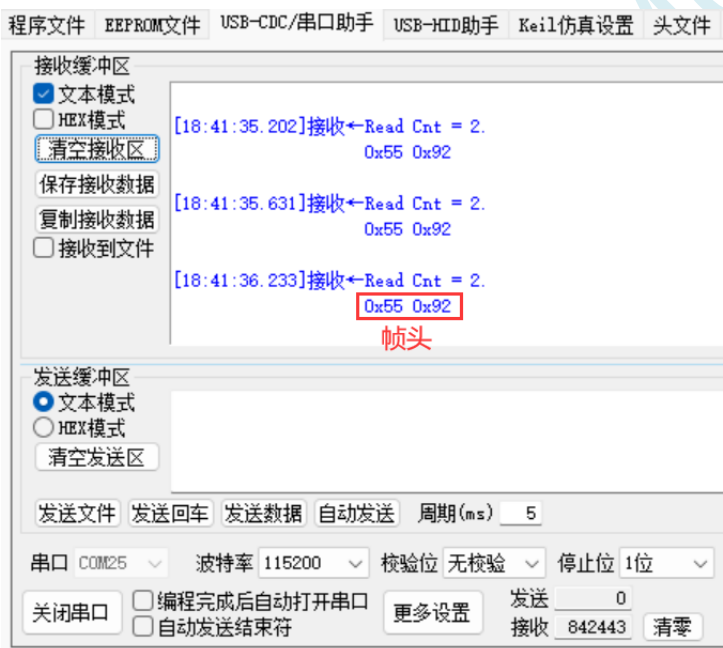 程序文件 EEPROM文件 USB-CDC/串口助手 USB-HID助手 Keil仿真设置 头文件
接收缓冲区
文本模式
HEX模式
清空接收区
保存接收数据
复制接收数据
接收到文件
[18:41:35.202]接收←Read Cnt = 2.
0x55 0x92
[18:41:35.631]接收←Read Cnt = 2.
0x55 0x92
[18:41:36.233]接收←Read Cnt = 2.
0x55 0x92
帧头
发送缓冲区
文本模式
HEX模式
清空发送区
发送文件 发送回车 发送数据 自动发送 周期(ms) 5
串口 COM25 波特率 115200 校验位 无校验 停止位 1位
关闭串口 编程完成后自动打开串口 更多设置 发送 0
自动发送结束符 接收 842443 清零